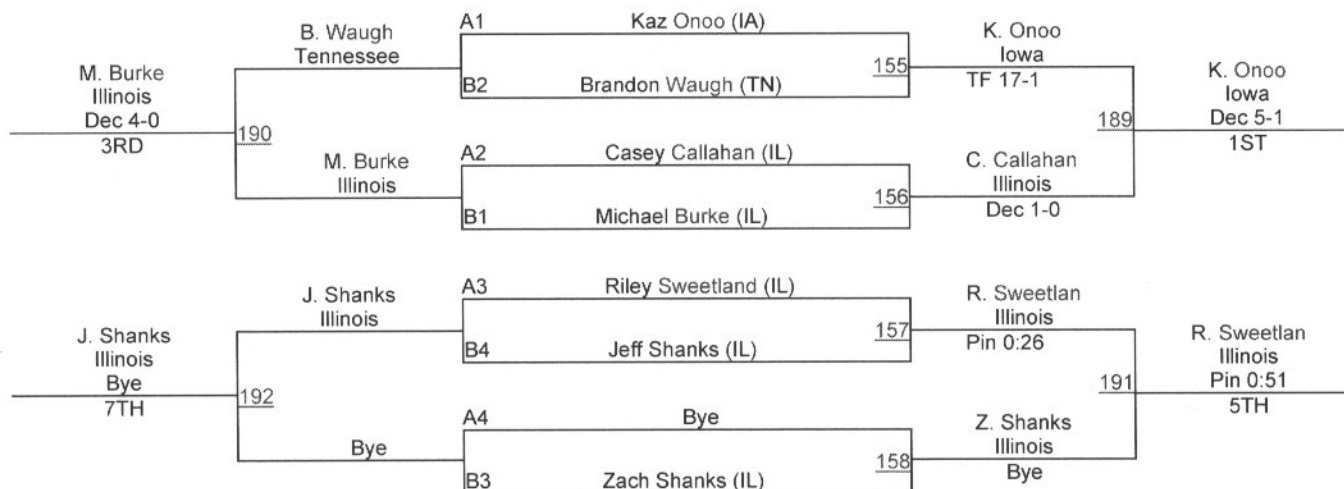 A1
Kaz Onoo (IA)
B. Waugh
Tennessee
K. Onoo
Iowa
155
B2
Brandon Waugh (TN)
TF 17-1
M. Burke
Illinois
Dec 4-0
3RD
190
K. Onoo
Iowa
Dec 5-1
1ST
189
A2
Casey Callahan (IL)
M. Burke
Illinois
C. Callahan
Illinois
156
B1
Michael Burke (IL)
Dec 1-0
A3
Riley Sweetland (IL)
J. Shanks
Illinois
R. Sweetlan
Illinois
157
B4
Jeff Shanks (IL)
Pin 0:26
J. Shanks
Illinois
Bye
7TH
192
R. Sweetlan
Illinois
Pin 0:51
5TH
191
A4
Bye
Bye
Z. Shanks
Illinois
158
B3
Zach Shanks (IL)
Bye